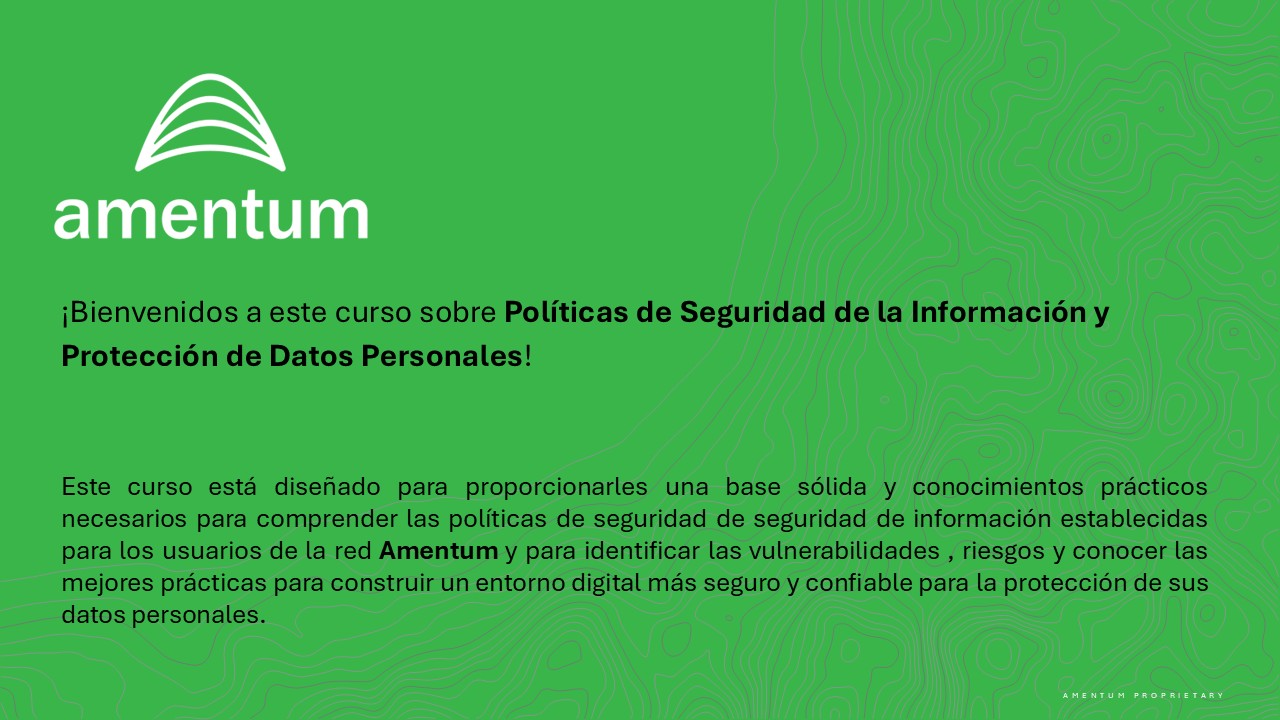 amentum
¡Bienvenidos a este curso sobre Políticas de Seguridad de la Información y
Protección de Datos Personales!
Este curso está diseñado para proporcionarles una base sólida y conocimientos prácticos
necesarios para comprender las políticas de seguridad de seguridad de información establecidas
para los usuarios de la red Amentum y para identificar las vulnerabilidades , riesgos y conocer las
mejores prácticas para construir un entorno digital más seguro y confiable para la protección de sus
datos personales.
AMENTUM PROPRIETARY